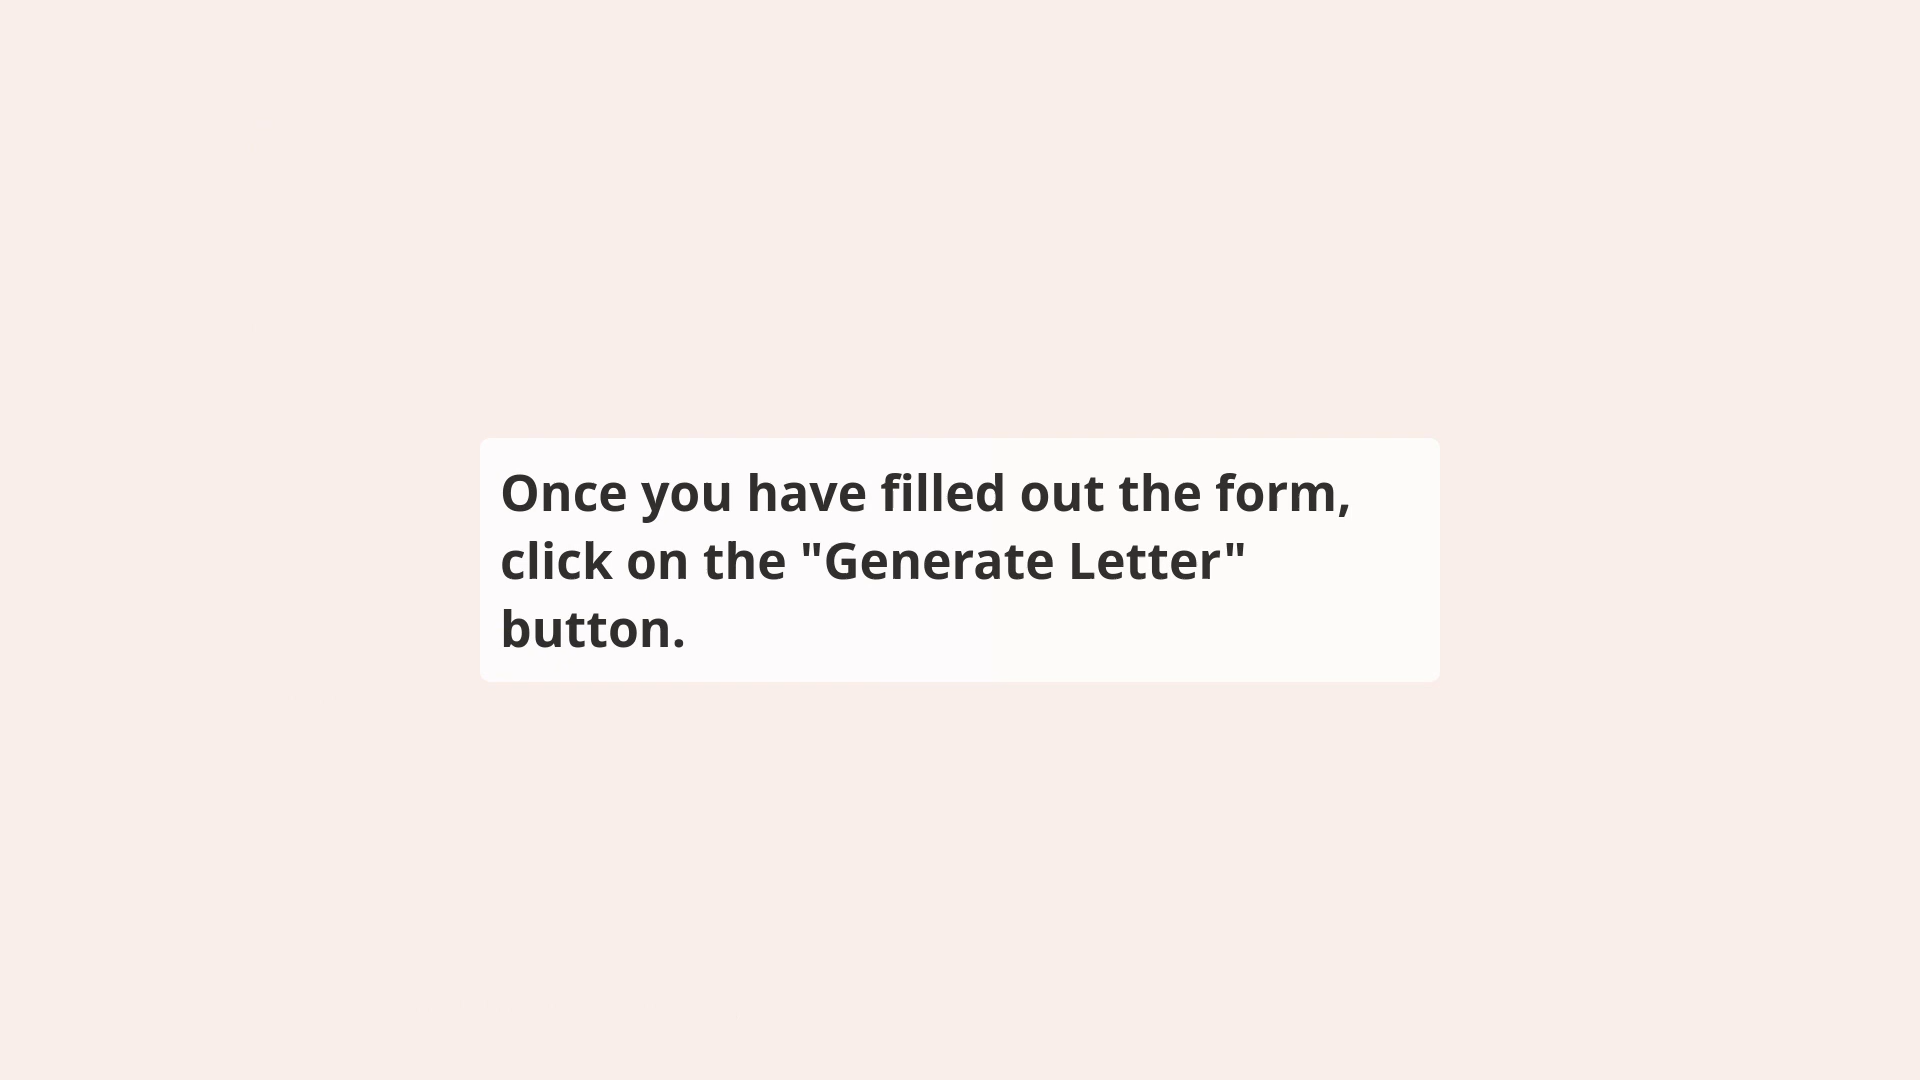 Once you have filled out the form,
click on the "Generate Letter"
button.